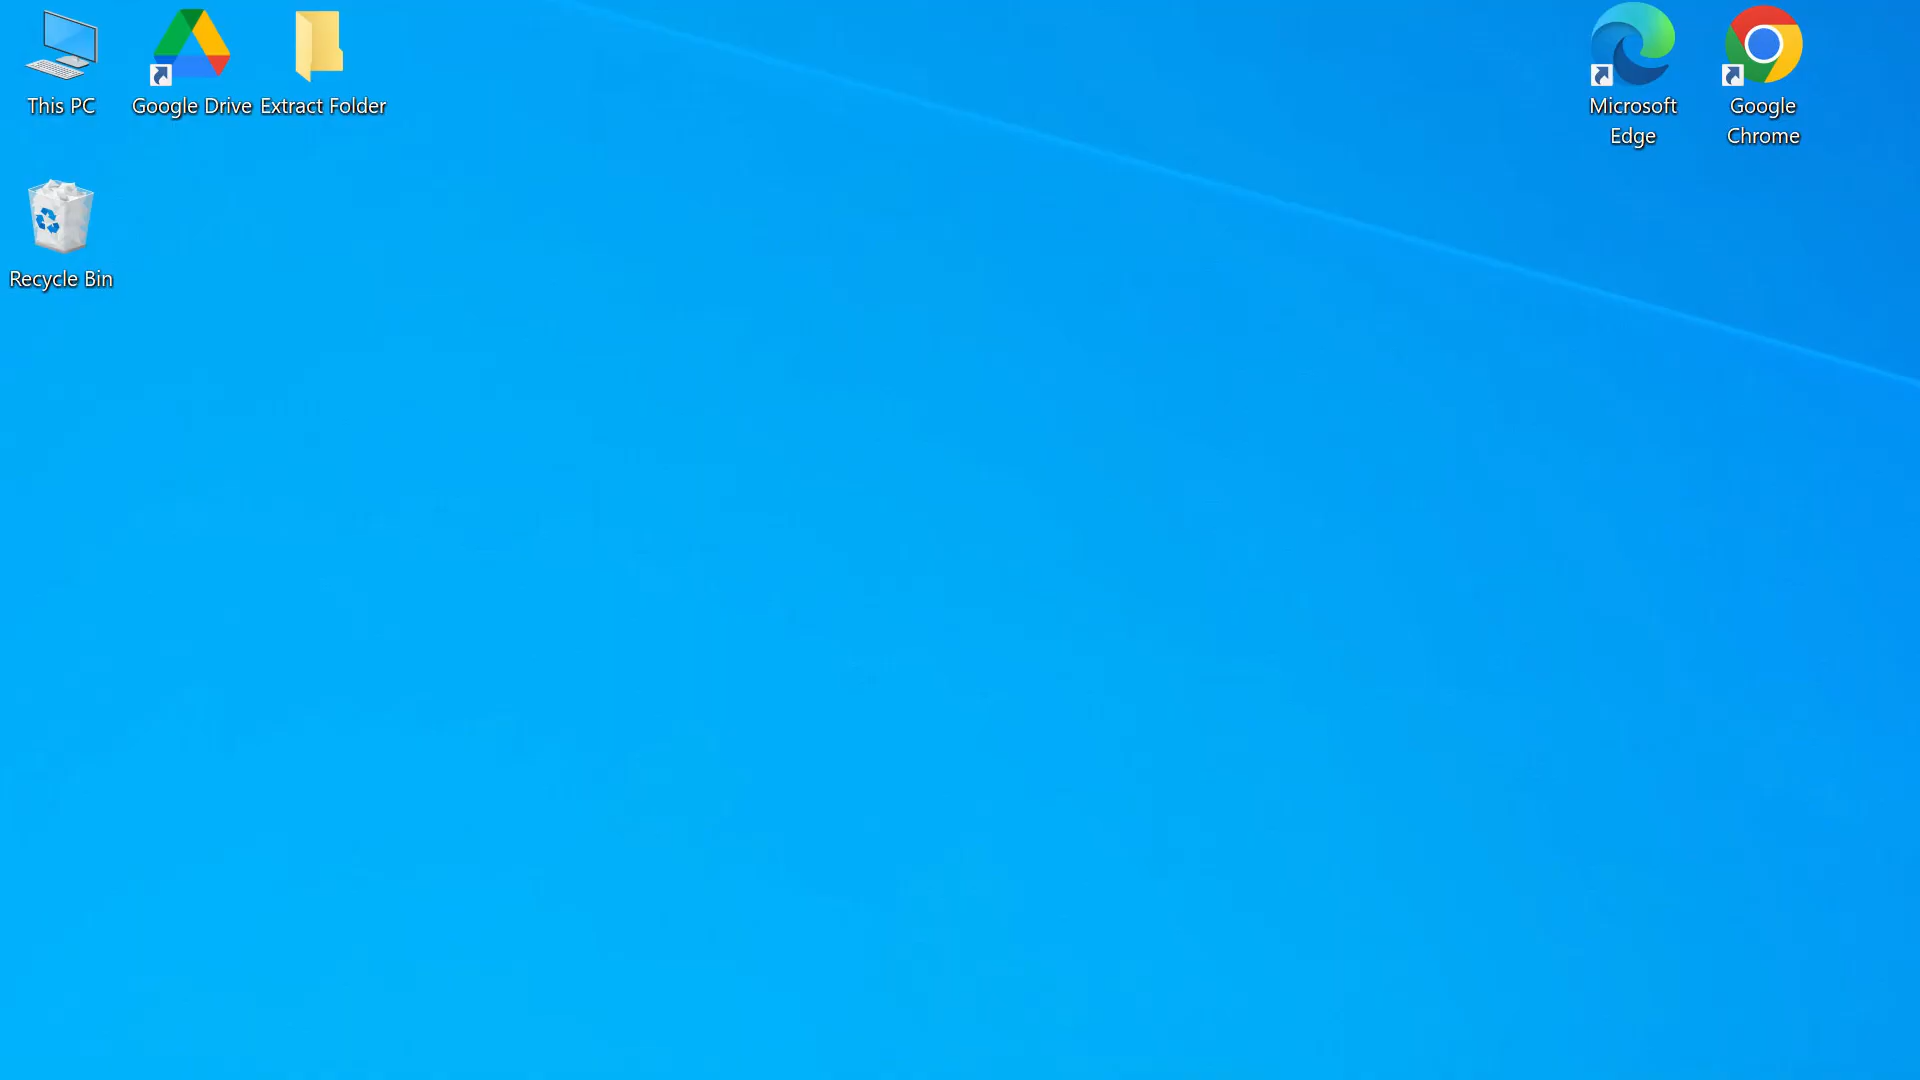 This PC
Google Drive
Extract Folder
Microsoft
Edge
Google
Chrome
Recycle Bin